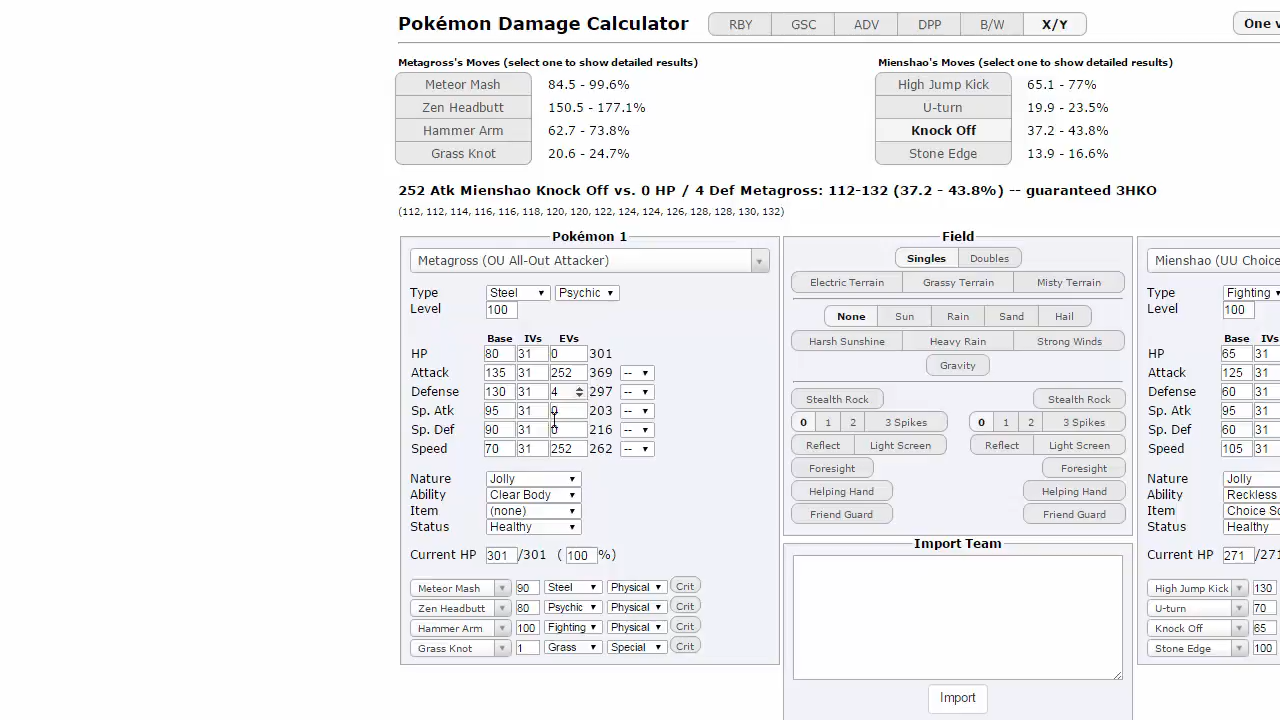 Pokémon Damage Calculator RBY GSC ADV DPP B/W X/Y One v
Metagross's Moves (select one to show detailed results) Mienshao's Moves (select one to show detailed results)
Meteor Mash 84.5 - 99.6% High Jump Kick 65.1 - 77%
Zen Headbutt 150.5 - 177.1% U-turn 19.9 - 23.5%
Hammer Arm 62.7 - 73.8% Knock Off 37.2 - 43.8%
Grass Knot 20.6 - 24.7% Stone Edge 13.9 - 16.6%
252 Atk Mienshao Knock Off vs. 0 HP / 4 Def Metagross: 112-132 (37.2 - 43.8%) -- guaranteed 3HKO
(112, 112, 114, 116, 116, 118, 120, 120, 122, 124, 124, 126, 128, 128, 130, 132)
Pokémon 1
Metagross (OU All-Out Attacker)
Type Steel Psychic
Level 100
Base IVs EVs
HP 80 31 0 301
Attack 135 31 252 369 --
Defense 130 31 4 297 --
Sp. Atk 95 31 0 203 --
Sp. Def 90 31 0 216 --
Speed 70 31 252 262 --
Nature Jolly
Ability Clear Body
Item (none)
Status Healthy
Current HP 301 /301 ( 100 %)
Meteor Mash 90 Steel Physical Crit
Zen Headbutt 80 Psychic Physical Crit
Hammer Arm 100 Fighting Physical Crit
Grass Knot 1 Grass Special Crit
Field
Singles Doubles
Electric Terrain Grassy Terrain Misty Terrain
None Sun Rain Sand Hail
Harsh Sunshine Heavy Rain Strong Winds
Gravity
Stealth Rock Stealth Rock
0 1 2 3 Spikes 0 1 2 3 Spikes
Reflect Light Screen Reflect Light Screen
Foresight Foresight
Helping Hand Helping Hand
Friend Guard Friend Guard
Import Team
Import
Mienshao (UU Choice
Type Fighting
Level 100
Base IVs
HP 65 31
Attack 125 31
Defense 60 31
Sp. Atk 95 31
Sp. Def 60 31
Speed 105 31
Nature Jolly
Ability Reckless
Item Choice Sc
Status Healthy
Current HP 271 /271
High Jump Kick 130
U-turn 70
Knock Off 65
Stone Edge 100